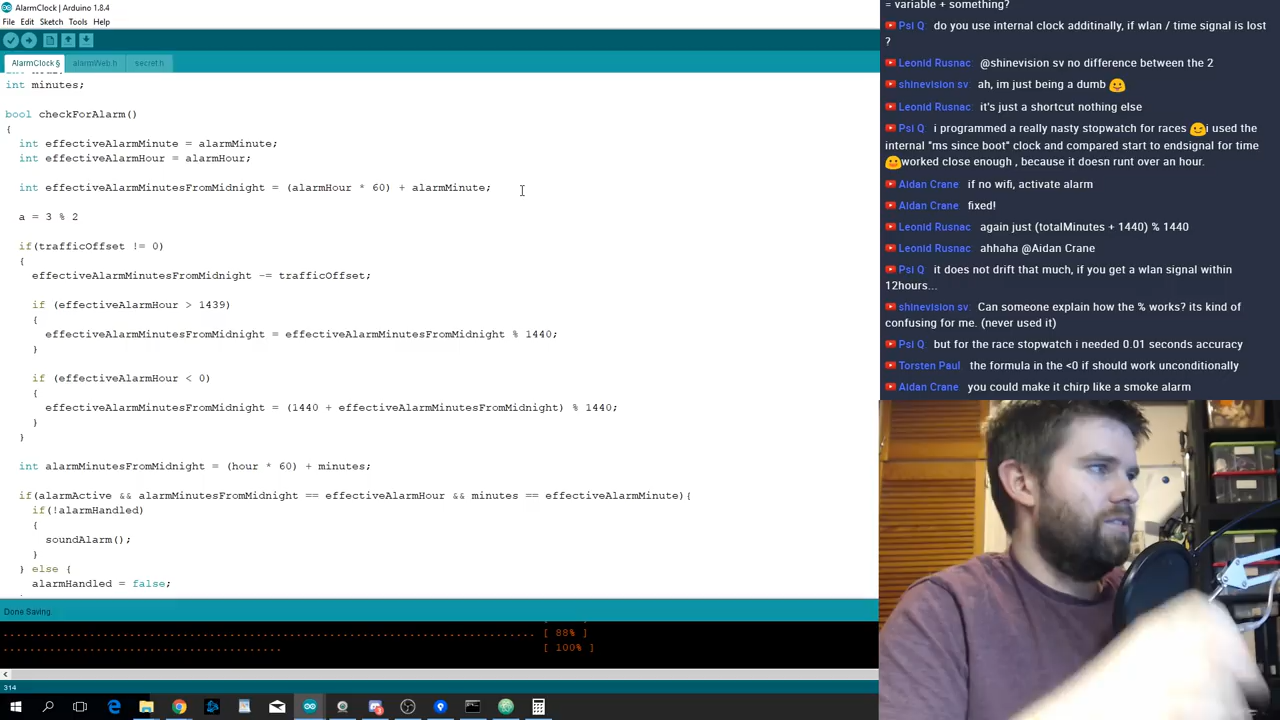 AlarmClock | Arduino 1.8.4
File Edit Sketch Tools Help
AlarmClock § alarmWeb.h secret.h
int minutes;
bool checkForAlarm()
{
int effectiveAlarmMinute = alarmMinute;
int effectiveAlarmHour = alarmHour;
int effectiveAlarmMinutesFromMidnight = (alarmHour * 60) + alarmMinute;
a = 3 % 2
if(trafficOffset != 0)
{
effectiveAlarmMinutesFromMidnight -= trafficOffset;
if (effectiveAlarmHour > 1439)
{
effectiveAlarmMinutesFromMidnight = effectiveAlarmMinutesFromMidnight % 1440;
}
if (effectiveAlarmHour < 0)
{
effectiveAlarmMinutesFromMidnight = (1440 + effectiveAlarmMinutesFromMidnight) % 1440;
}
}
int alarmMinutesFromMidnight = (hour * 60) + minutes;
if(alarmActive && alarmMinutesFromMidnight == effectiveAlarmHour && minutes == effectiveAlarmMinute){
if(!alarmHandled)
{
soundAlarm();
}
} else {
alarmHandled = false;
Done Saving.
................................................................................ [ 88% ]
.......................................... [ 100% ]
314
= variable + something?
Psi Q do you use internal clock additinally, if wlan / time signal is lost
?
Leonid Rusnac @shinevision sv no difference between the 2
shinevision sv ah, im just being a dumb
Leonid Rusnac it's just a shortcut nothing else
Psi Q i programmed a really nasty stopwatch for races i used the
internal "ms since boot" clock and compared start to endsignal for time
worked close enough , because it doesn runt over an hour.
Aidan Crane if no wifi, activate alarm
Aidan Crane fixed!
Leonid Rusnac again just (totalMinutes + 1440) % 1440
Leonid Rusnac ahhaha @Aidan Crane
Psi Q it does not drift that much, if you get a wlan signal within
12hours...
shinevision sv Can someone explain how the % works? its kind of
confusing for me. (never used it)
Psi Q but for the race stopwatch i needed 0.01 seconds accuracy
Torsten Paul the formula in the <0 if should work unconditionally
Aidan Crane you could make it chirp like a smoke alarm